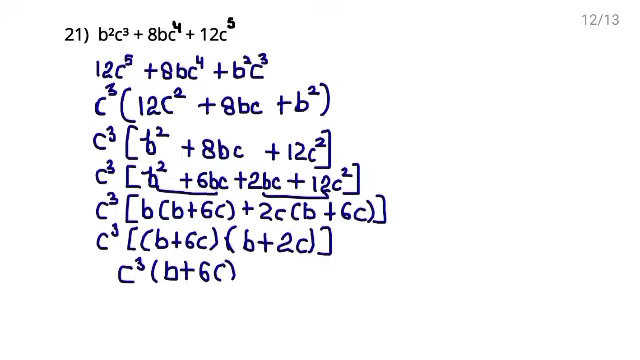 12/13
21) b²c³ + 8bc⁴ + 12c⁵
12c⁵ + 8bc⁴ + b²c³
c³(12c² + 8bc + b²)
c³[b² + 8bc + 12c²]
c³[b² + 6bc + 2bc + 12c²]
c³[b(b+6c) + 2c(b+6c)]
c³[(b+6c)(b+2c)]
c³(b+6c)